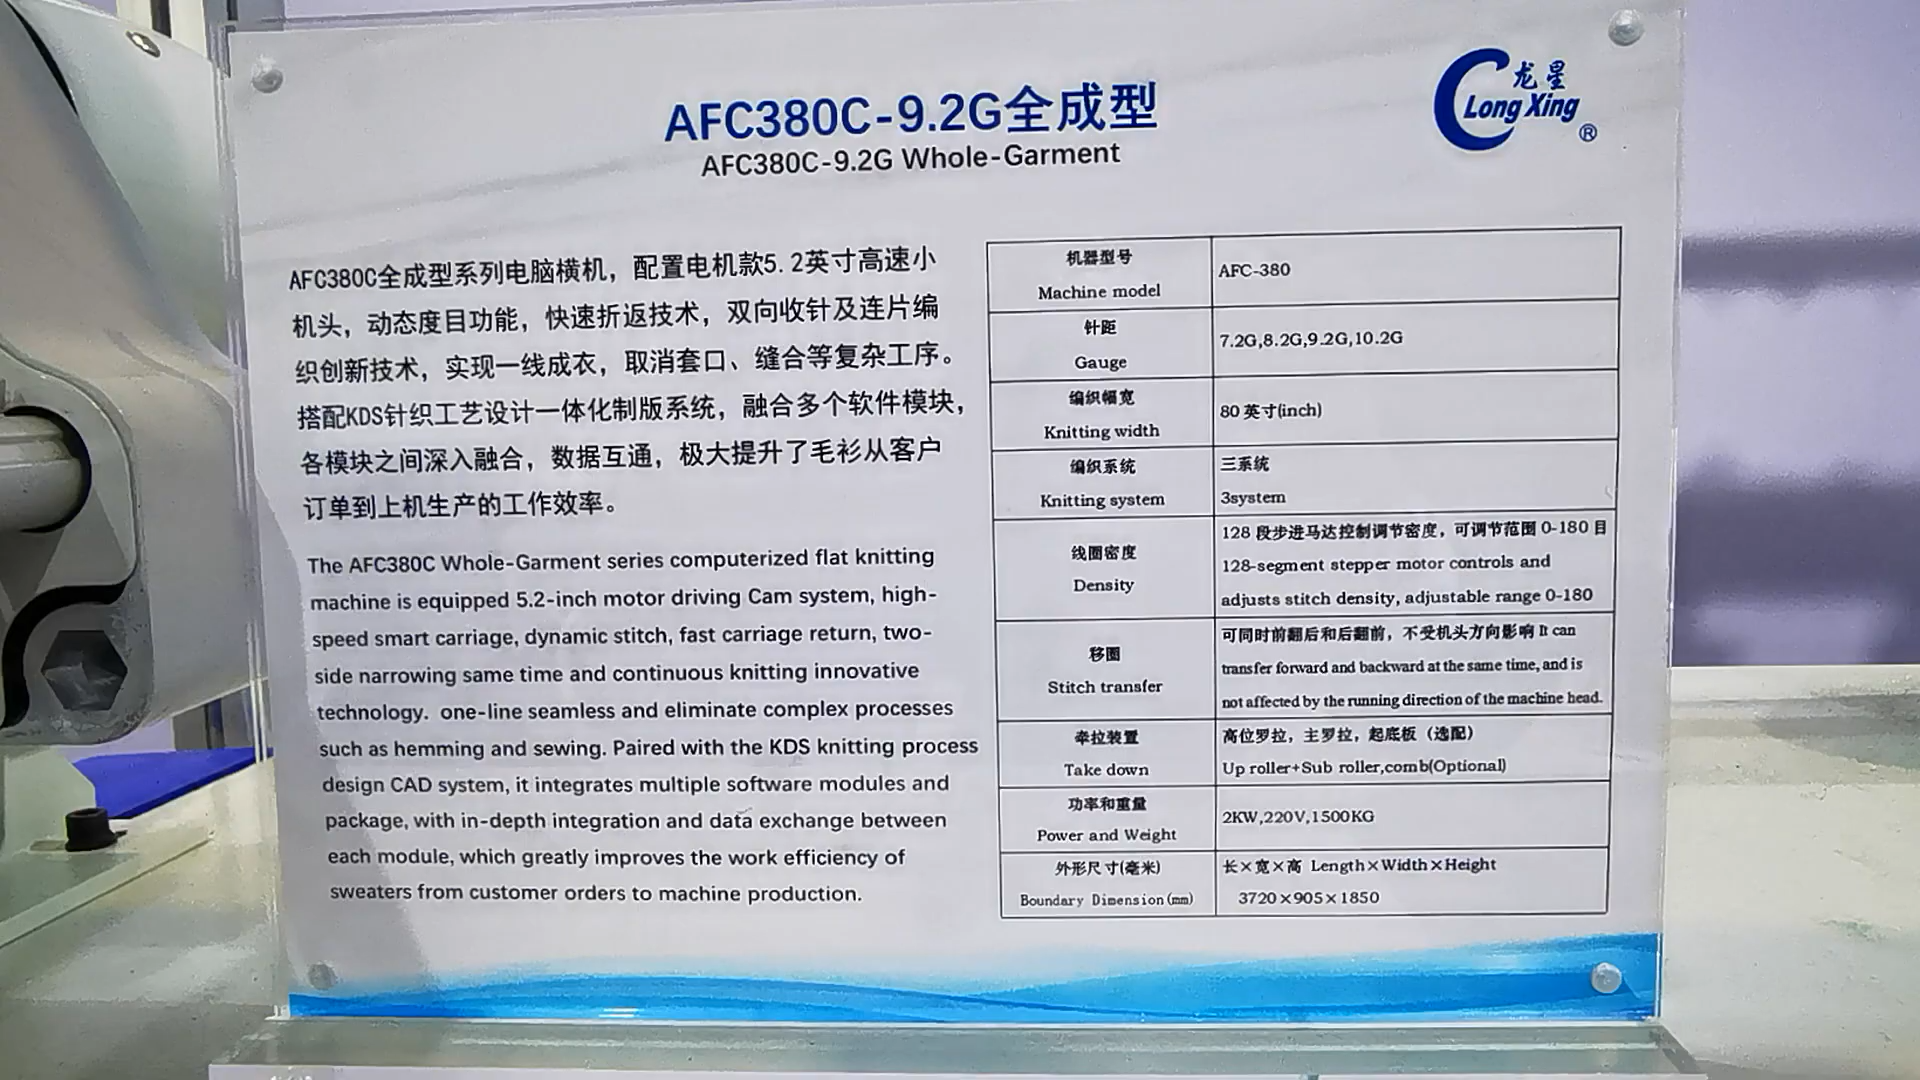 AFC380C-9.2G全成型
AFC380C-9.2G Whole-Garment
龙星
Long Xing
®
AFC380C全成型系列电脑横机，配置电机款5.2英寸高速小
机头，动态度目功能，快速折返技术，双向收针及连片编
织创新技术，实现一线成衣，取消套口、缝合等复杂工序。
搭配KDS针织工艺设计一体化制版系统，融合多个软件模块，
各模块之间深入融合，数据互通，极大提升了毛衫从客户
订单到上机生产的工作效率。
The AFC380C Whole-Garment series computerized flat knitting
machine is equipped 5.2-inch motor driving Cam system, high-
speed smart carriage, dynamic stitch, fast carriage return, two-
side narrowing same time and continuous knitting innovative
technology. one-line seamless and eliminate complex processes
such as hemming and sewing. Paired with the KDS knitting process
design CAD system, it integrates multiple software modules and
package, with in-depth integration and data exchange between
each module, which greatly improves the work efficiency of
sweaters from customer orders to machine production.
机器型号
Machine model
AFC-380
针距
Gauge
7.2G,8.2G,9.2G,10.2G
编织幅宽
Knitting width
80 英寸(inch)
编织系统
Knitting system
三系统
3system
线圈密度
Density
128 段步进马达控制调节密度，可调节范围 0-180 目
128-segment stepper motor controls and
adjusts stitch density, adjustable range 0-180
移圈
Stitch transfer
可同时前翻后和后翻前，不受机头方向影响 It can
transfer forward and backward at the same time, and is
not affected by the running direction of the machine head.
牵拉装置
Take down
高位罗拉，主罗拉，起底板（选配）
Up roller+Sub roller,comb(Optional)
功率和重量
Power and Weight
2KW,220V,1500KG
外形尺寸(毫米)
Boundary Dimension(mm)
长×宽×高 Length×Width×Height
3720×905×1850